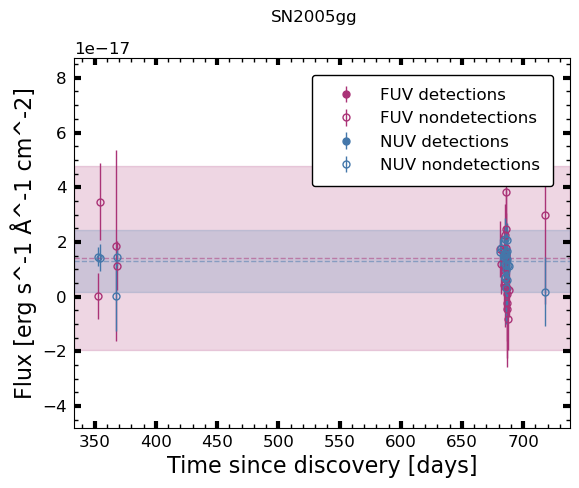 SN2005gg
1e−17
FUV detections
FUV nondetections
NUV detections
NUV nondetections
8
6
4
2
0
−2
−4
Flux [erg s^-1 Å^-1 cm^-2]
350 400 450 500 550 600 650 700
Time since discovery [days]